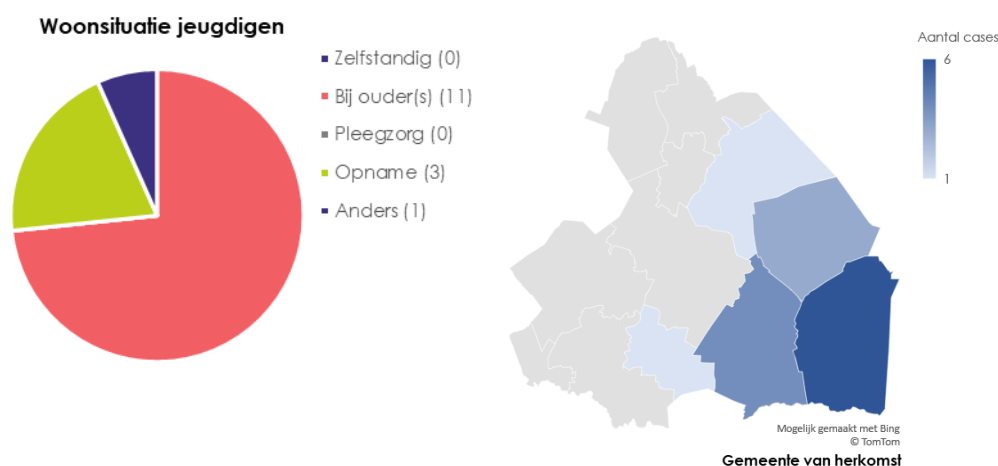 Woonsituatie jeugdigen
Zelfstandig (0)
Bij ouder(s) (11)
Pleegzorg (0)
Opname (3)
Anders (1)
Aantal cases
6
1
Mogelijk gemaakt met Bing
© TomTom
Gemeente van herkomst